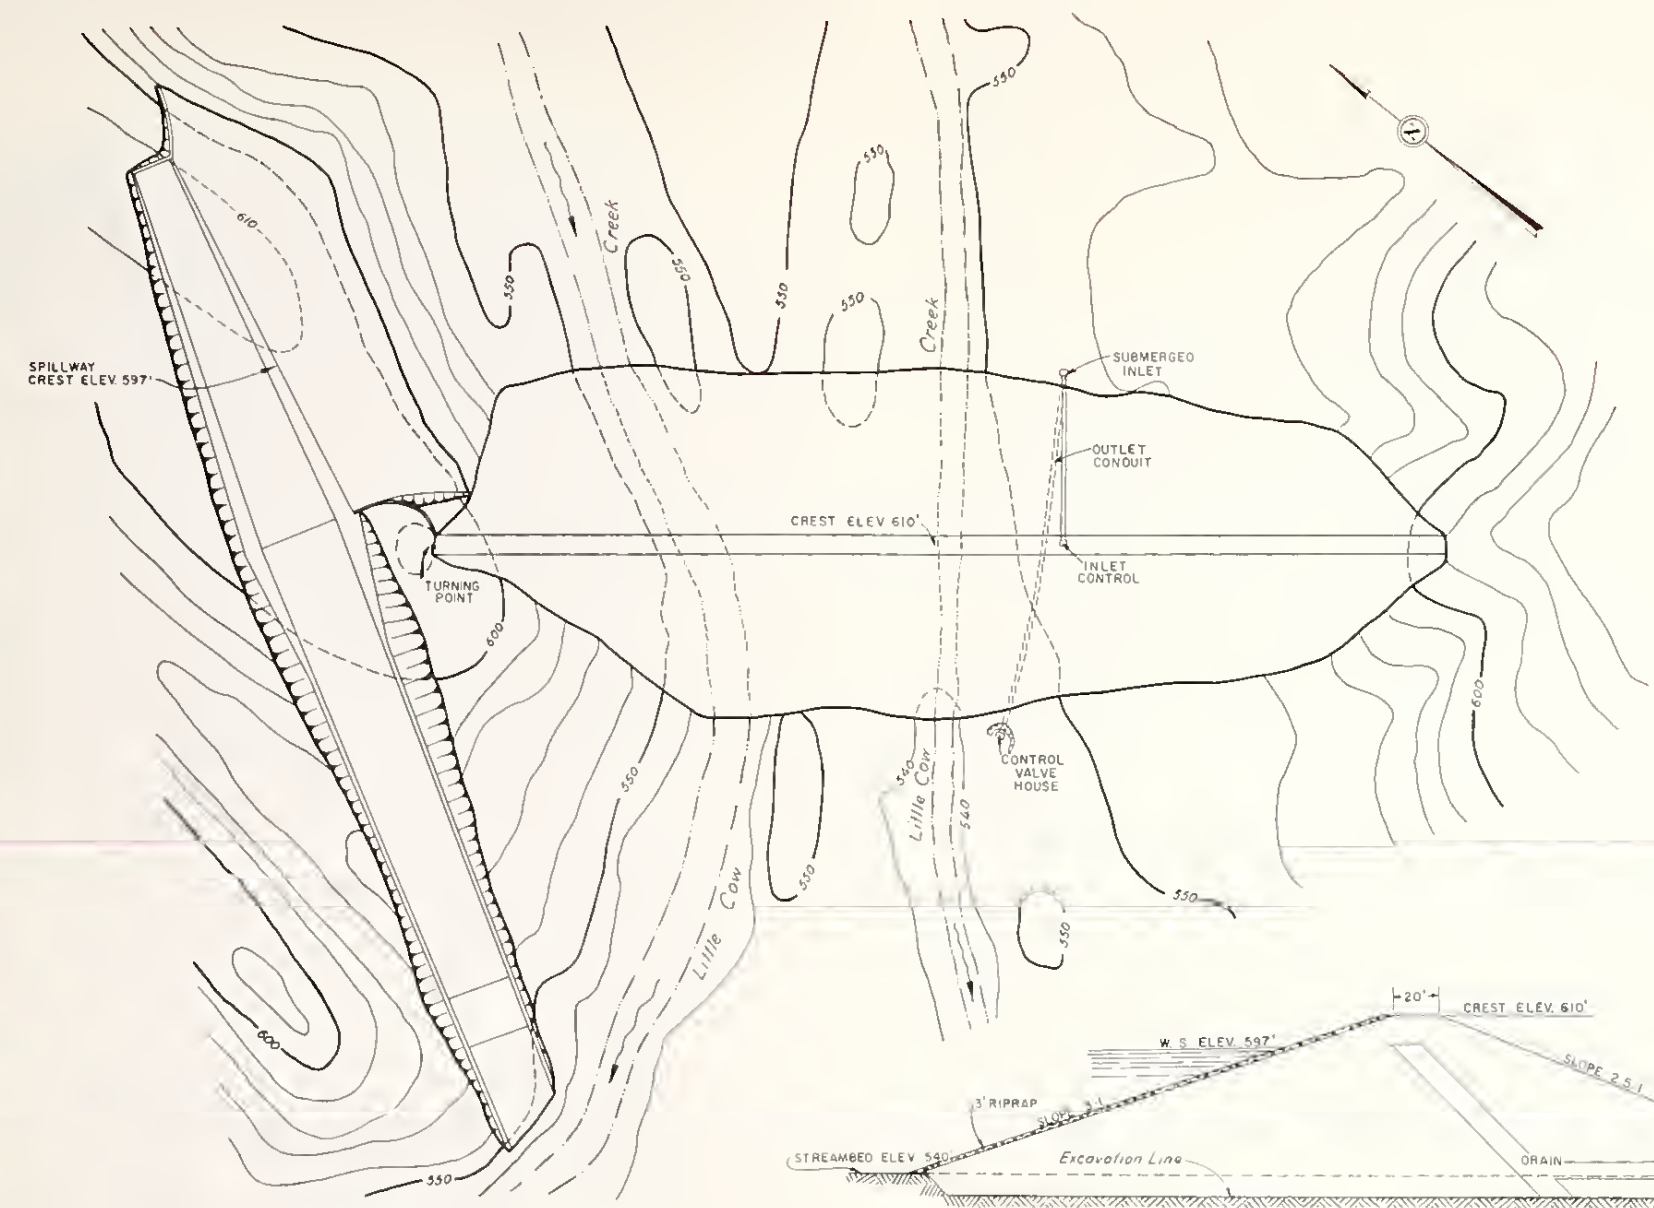 550
550
610
Creek
550
550
550
550
Creek
SPILLWAY
CREST ELEV. 597'
SUBMERGED
INLET
OUTLET
CONDUIT
CREST ELEV 610'
INLET
CONTROL
TURNING
POINT
600
600
550
540
Little Cow
540
CONTROL
VALVE
HOUSE
Little Cow
550
550
550
600
550
20'
CREST ELEV. 610'
W. S. ELEV. 597'
SLOPE 2.5:1
3' RIPRAP
SLOPE 3:1
STREAMBED ELEV 540'
Excavation Line
DRAIN